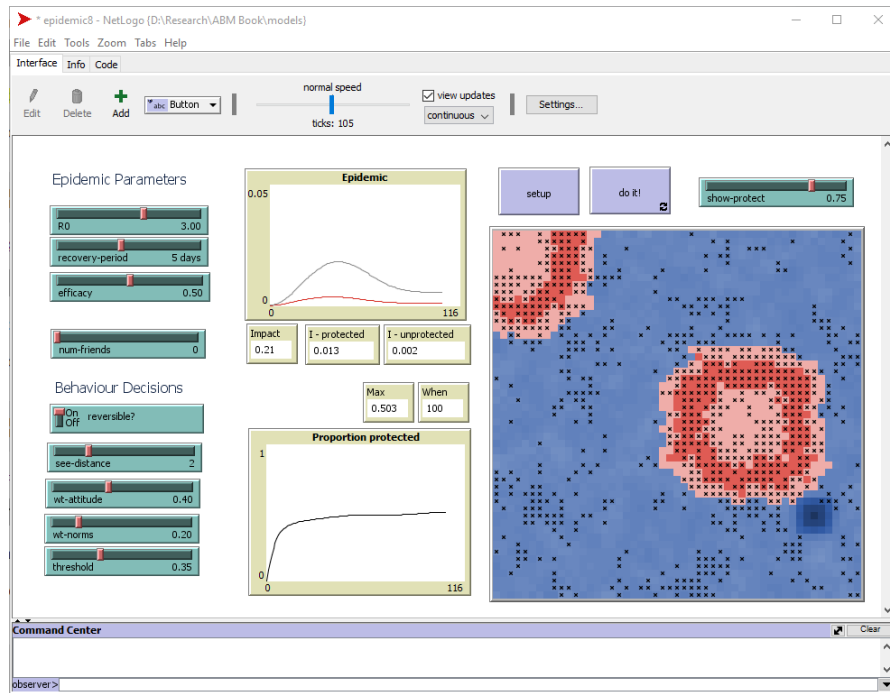 * epidemic8 - NetLogo {D:\Research\ABM Book\models}
File Edit Tools Zoom Tabs Help
Interface Info Code
Edit Delete Add abc Button
normal speed
ticks: 105
view updates
continuous
Settings...
Epidemic Parameters
R0 3.00
recovery-period 5 days
efficacy 0.50
num-friends 0
Behaviour Decisions
On
Off
reversible?
see-distance 2
wt-attitude 0.40
wt-norms 0.20
threshold 0.35
Epidemic
0.05
0
0 116
Impact
0.21
I - protected
0.013
I - unprotected
0.002
Max
0.503
When
100
Proportion protected
1
0
0 116
setup
do it!
show-protect 0.75
Command Center
Clear
observer>